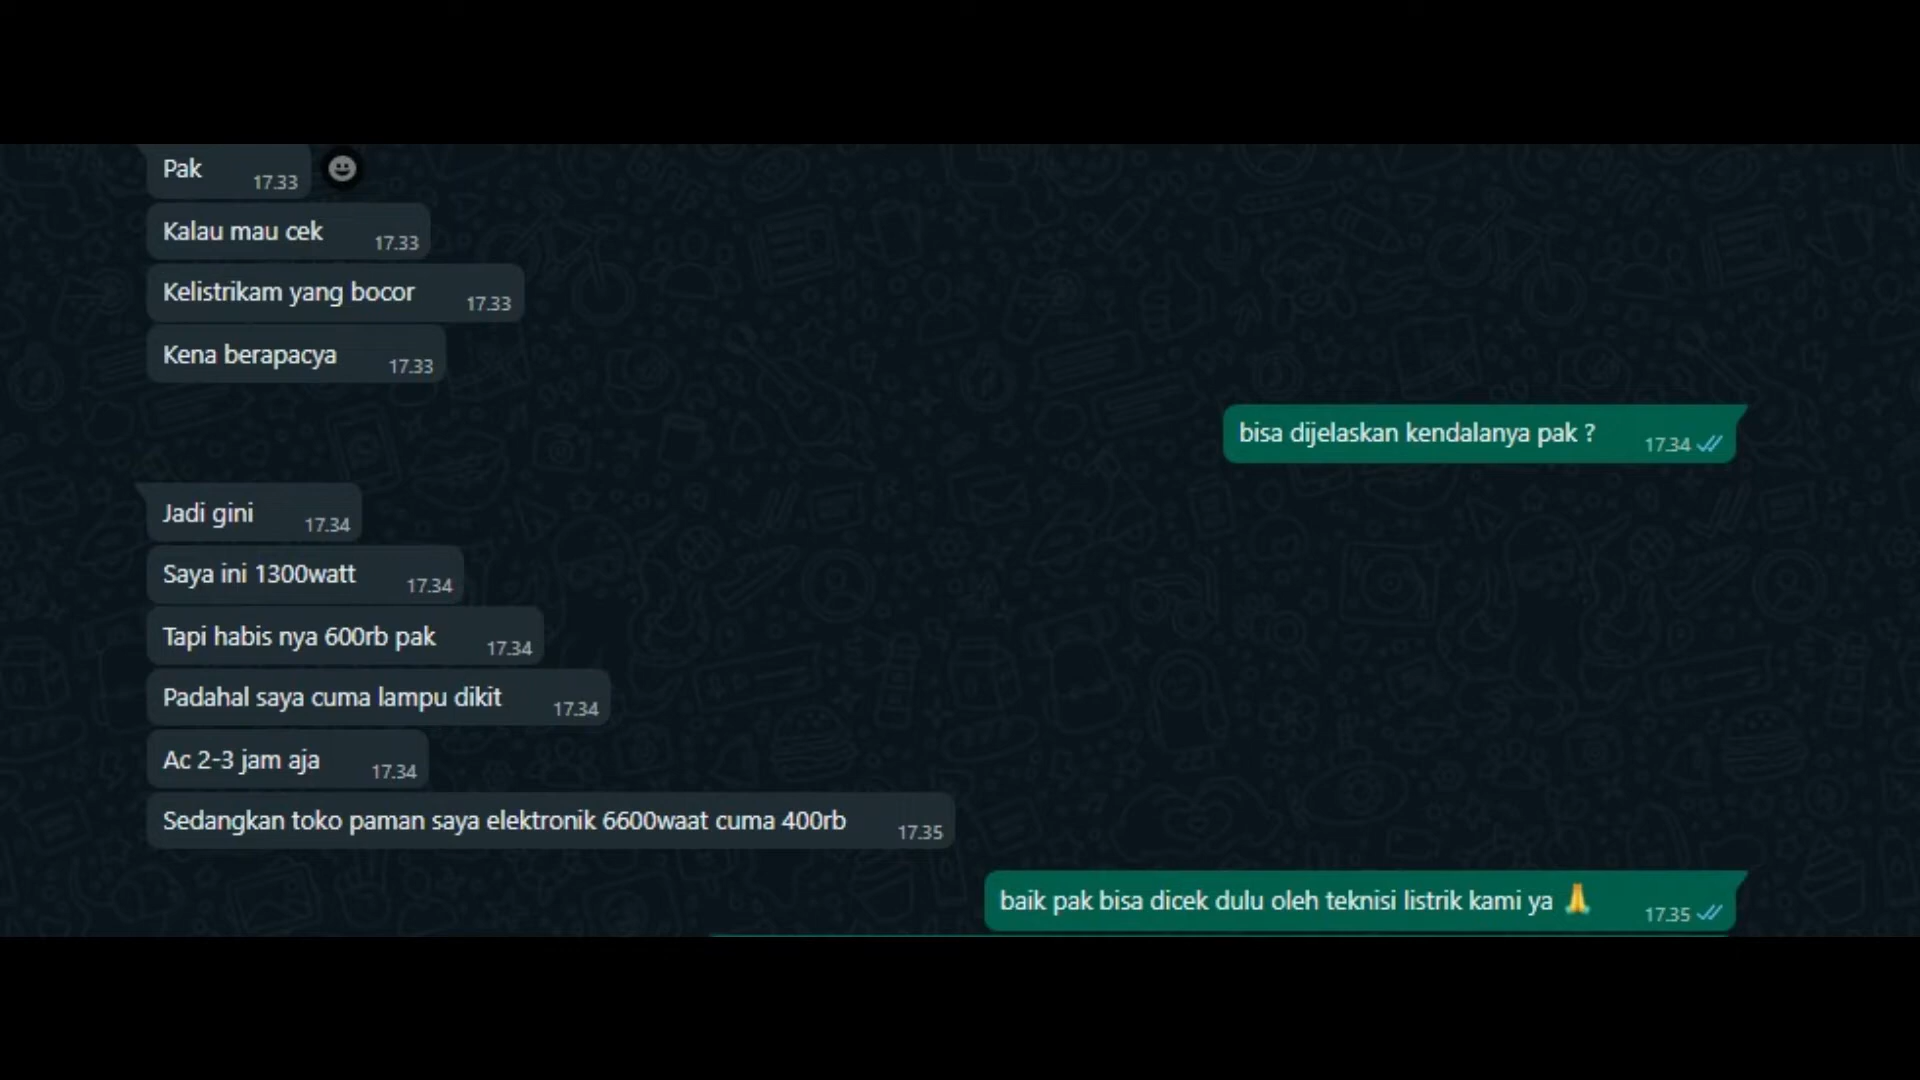 Pak 17.33
Kalau mau cek 17.33
Kelistrikam yang bocor 17.33
Kena berapacya 17.33
bisa dijelaskan kendalanya pak ? 17.34
Jadi gini 17.34
Saya ini 1300watt 17.34
Tapi habis nya 600rb pak 17.34
Padahal saya cuma lampu dikit 17.34
Ac 2-3 jam aja 17.34
Sedangkan toko paman saya elektronik 6600waat cuma 400rb 17.35
baik pak bisa dicek dulu oleh teknisi listrik kami ya 🙏 17.35